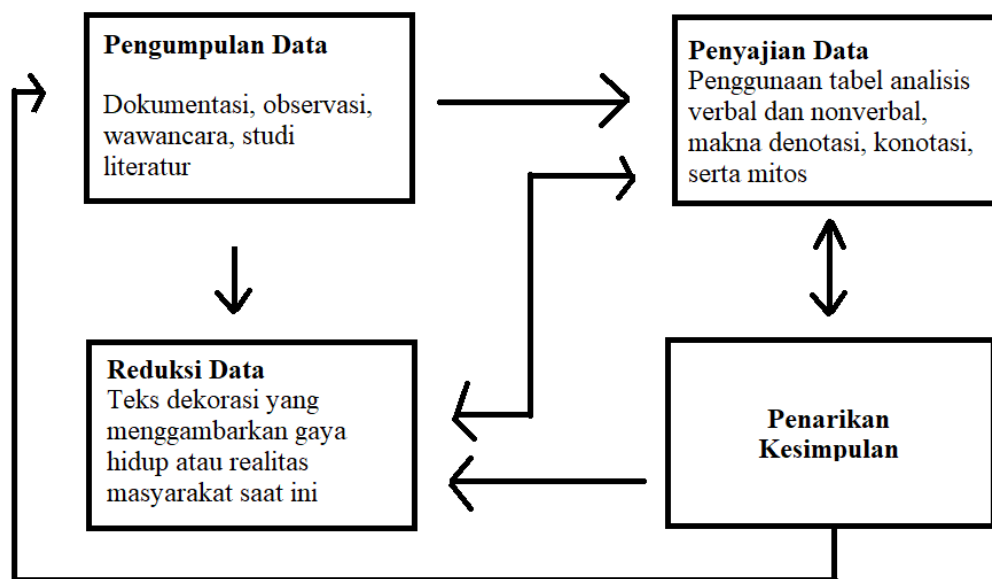 Pengumpulan Data
Dokumentasi, observasi,
wawancara, studi
literatur
Penyajian Data
Penggunaan tabel analisis
verbal dan nonverbal,
makna denotasi, konotasi,
serta mitos
Reduksi Data
Teks dekorasi yang
menggambarkan gaya
hidup atau realitas
masyarakat saat ini
Penarikan
Kesimpulan